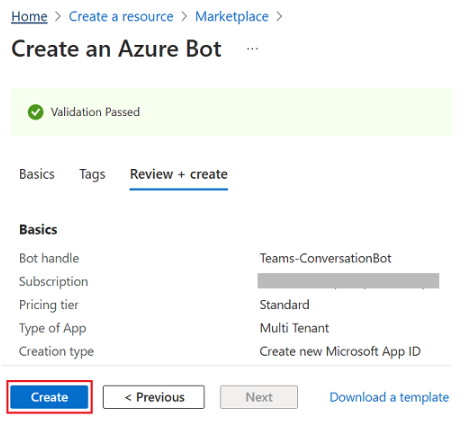 Home > Create a resource > Marketplace >
Create an Azure Bot ...
Validation Passed
Basics Tags Review + create
Basics
Bot handle Teams-ConversationBot
Subscription
Pricing tier Standard
Type of App Multi Tenant
Creation type Create new Microsoft App ID
Create < Previous Next Download a template